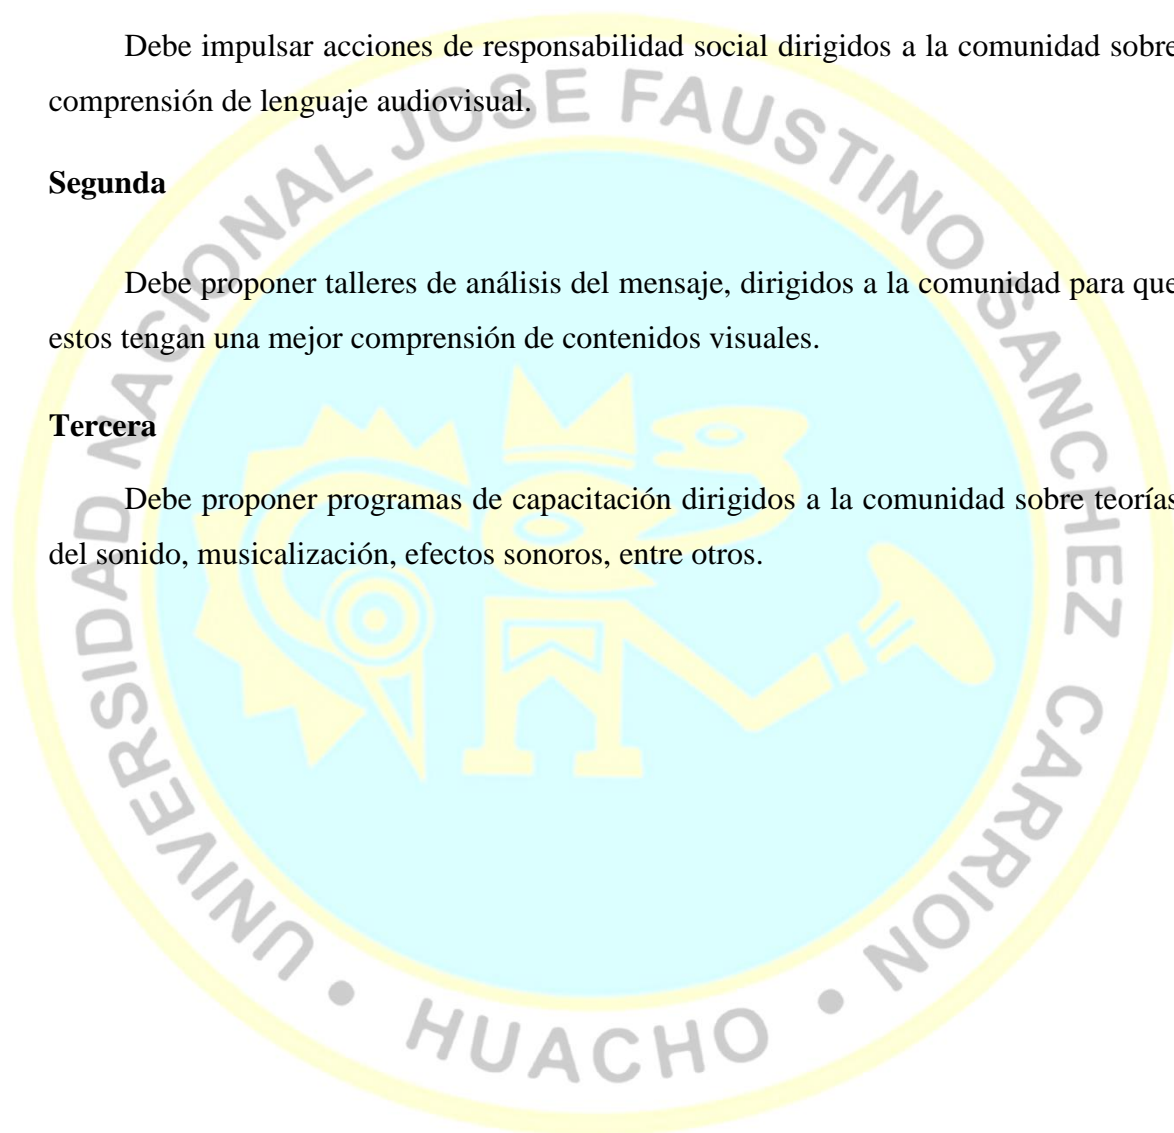 Debe impulsar acciones de responsabilidad social dirigidos a la comunidad sobre
comprensión de lenguaje audiovisual.
Segunda
Debe proponer talleres de análisis del mensaje, dirigidos a la comunidad para que
estos tengan una mejor comprensión de contenidos visuales.
Tercera
Debe proponer programas de capacitación dirigidos a la comunidad sobre teorías
del sonido, musicalización, efectos sonoros, entre otros.
UNIVERSIDAD NACIONAL JOSE FAUSTINO SANCHEZ CARRION
• HUACHO •